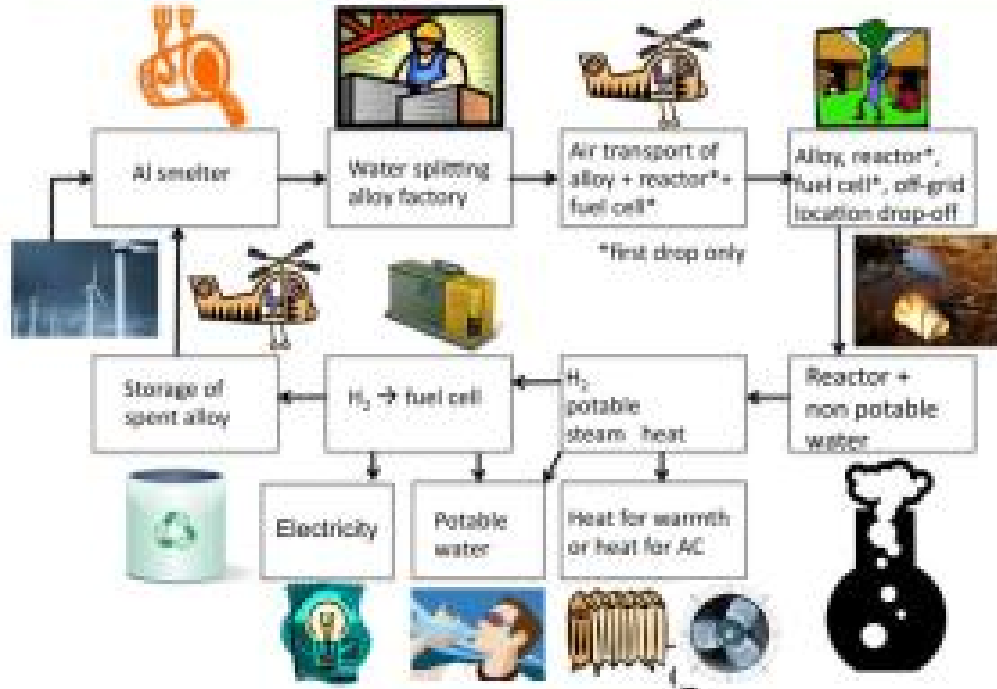 Al smelter
Water splitting
alloy factory
Air transport of
alloy + reactor*+
fuel cell*
Alloy, reactor*,
fuel cell*, off-grid
location drop-off
*first drop only
Storage of
spent alloy
H₂ → fuel cell
H₂
potable
steam heat
Reactor +
non potable
water
Electricity
Potable
water
Heat for warmth
or heat for AC